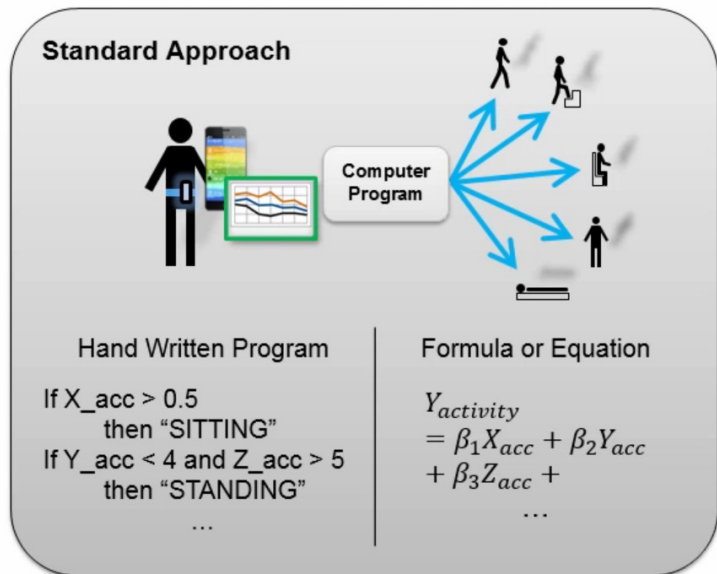 Standard Approach
Computer
Program
Hand Written Program
If X_acc > 0.5
then “SITTING”
If Y_acc < 4 and Z_acc > 5
then “STANDING”
…
Formula or Equation
Y_activity
= β₁X_acc + β₂Y_acc
+ β₃Z_acc +
…